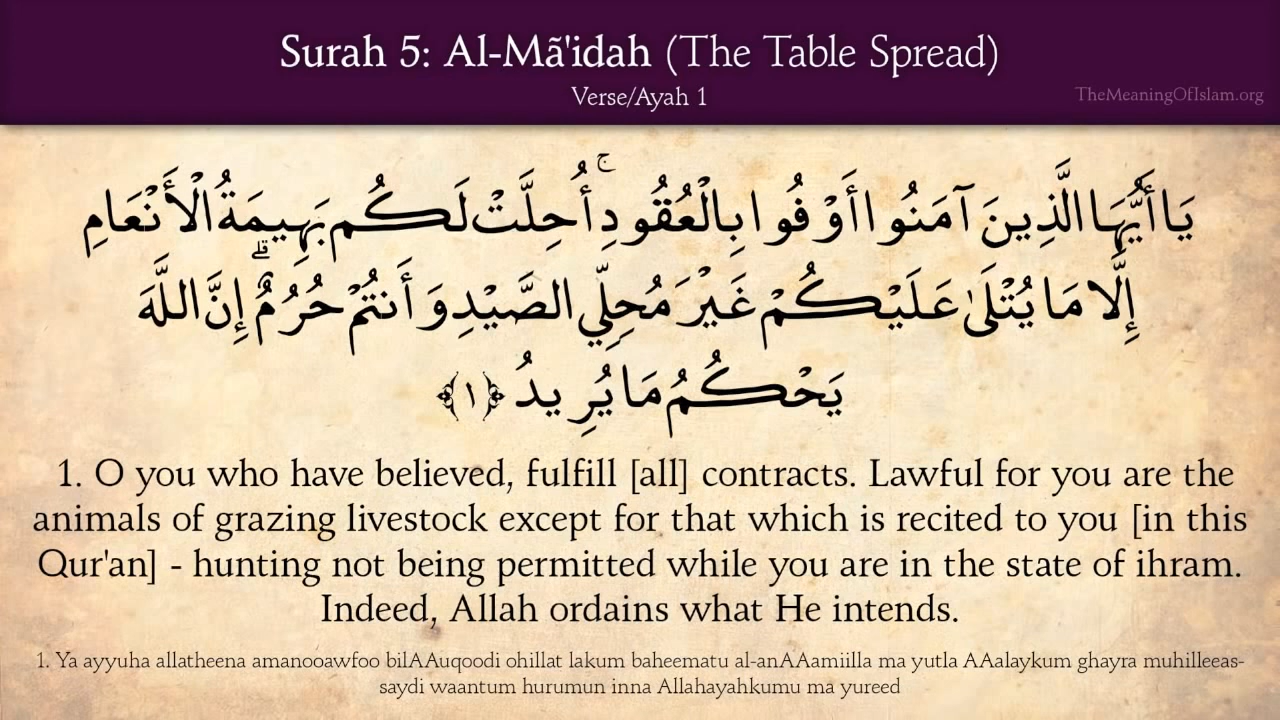 Surah 5: Al-Mã'idah (The Table Spread)
Verse/Ayah 1
TheMeaningOfIslam.org
يَا أَيُّهَا الَّذِينَ آمَنُوا أَوْفُوا بِالْعُقُودِ ۚ أُحِلَّتْ لَكُم بَهِيمَةُ الْأَنْعَامِ
إِلَّا مَا يُتْلَىٰ عَلَيْكُمْ غَيْرَ مُحِلِّي الصَّيْدِ وَأَنتُمْ حُرُمٌ ۗ إِنَّ اللَّهَ
يَحْكُمُ مَا يُرِيدُ ﴿١﴾
1. O you who have believed, fulfill [all] contracts. Lawful for you are the
animals of grazing livestock except for that which is recited to you [in this
Qur'an] - hunting not being permitted while you are in the state of ihram.
Indeed, Allah ordains what He intends.
1. Ya ayyuha allatheena amanooawfoo bilAAuqoodi ohillat lakum baheematu al-anAAamiilla ma yutla AAalaykum ghayra muhilleeas-
saydi waantum hurumun inna Allahayahkumu ma yureed